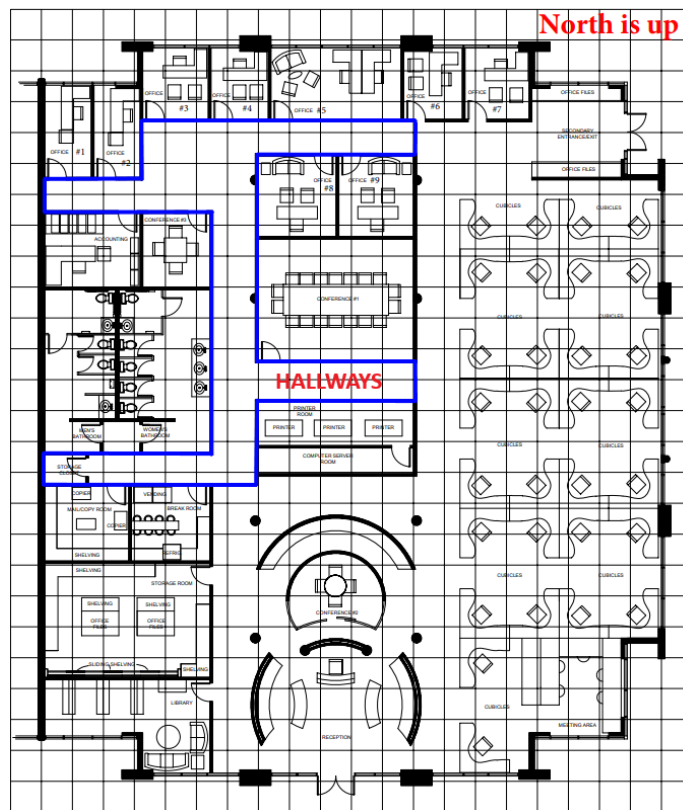 North is up
OFFICE
#3
OFFICE
#4
OFFICE
#5
OFFICE
#6
OFFICE
#7
OFFICE FILES
SECONDARY
ENTRANCE/EXIT
OFFICE FILES
OFFICE
#1
OFFICE
#2
OFFICE
#8
OFFICE
#9
CONFERENCE #3
ACCOUNTING
CUBICLES
CUBICLES
CUBICLES
CUBICLES
CONFERENCE #1
HALLWAYS
PRINTER
ROOM
PRINTER
PRINTER
PRINTER
MEN'S
BATHROOM
WOMEN'S
BATHROOM
CUBICLES
CUBICLES
COMPUTER SERVER
ROOM
STORAGE
CLOSET
COPIER
VENDING
MAIL/COPY ROOM
BREAK ROOM
COPIER
SHELVING
REFRIG
SHELVING
STORAGE ROOM
CUBICLES
CUBICLES
SHELVING
SHELVING
OFFICE
FILES
OFFICE
FILES
CONFERENCE #2
SLIDING SHELVING
SHELVING
LIBRARY
RECEPTION
CUBICLES
MEETING AREA